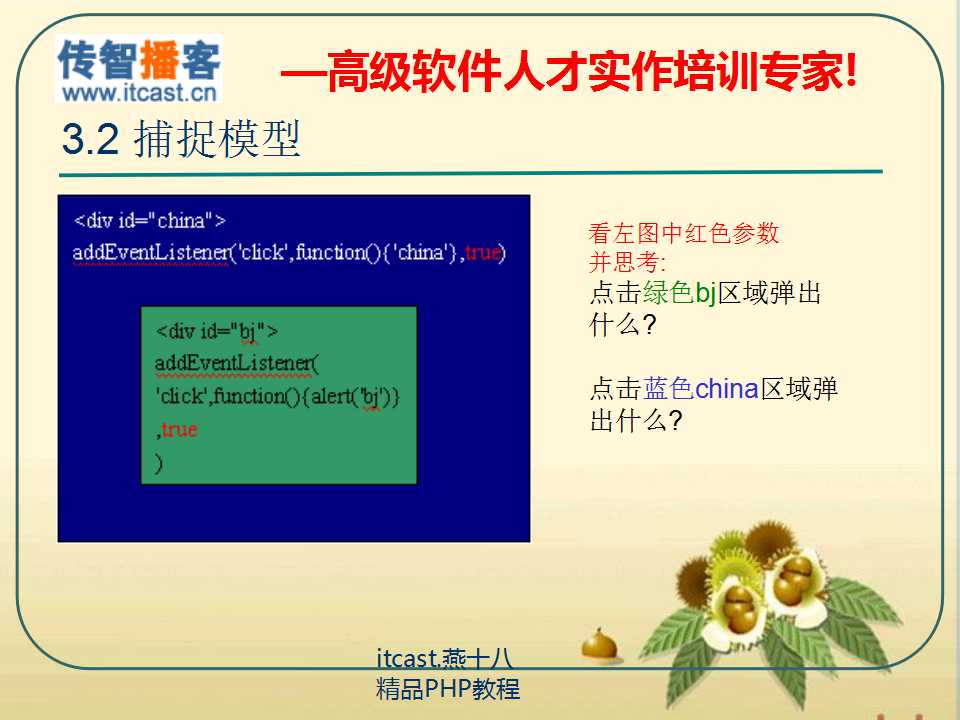 传智播客
www.itcast.cn
—高级软件人才实作培训专家!
3.2 捕捉模型
<div id="china">
addEventListener('click',function(){'china'},true)
<div id="bj">
addEventListener(
'click',function(){alert('bj')}
,true
)
看左图中红色参数
并思考:
点击绿色bj区域弹出
什么?
点击蓝色china区域弹
出什么?
itcast.燕十八
精品PHP教程